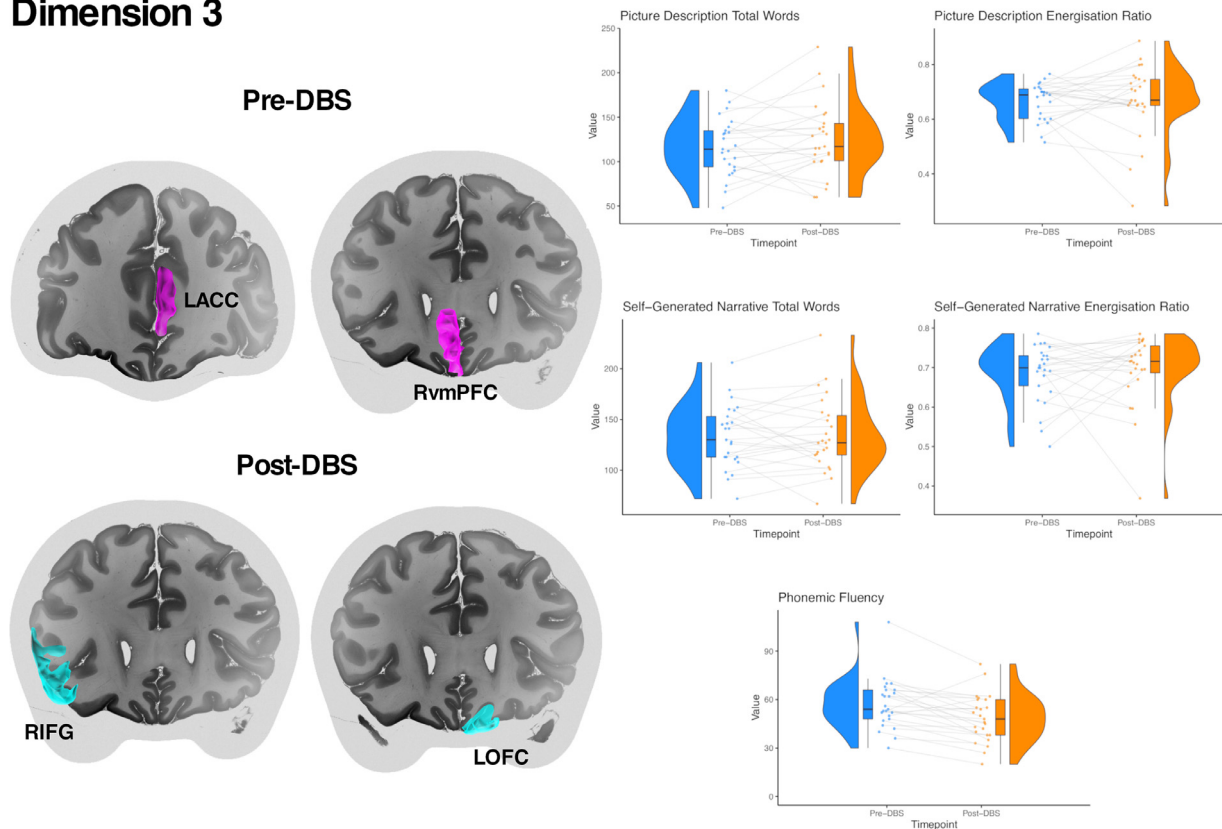 Dimension 3
Pre-DBS
LACC
RvmPFC
Post-DBS
RIFG
LOFC
Picture Description Total Words
250
200
150
100
50
Value
Pre−DBS
Post−DBS
Timepoint
Picture Description Energisation Ratio
0.8
0.6
0.4
Value
Pre−DBS
Post−DBS
Timepoint
Self−Generated Narrative Total Words
200
150
100
Value
Pre−DBS
Post−DBS
Timepoint
Self−Generated Narrative Energisation Ratio
0.8
0.7
0.6
0.5
0.4
Value
Pre−DBS
Post−DBS
Timepoint
Phonemic Fluency
90
60
30
0
Value
Pre−DBS
Post−DBS
Timepoint